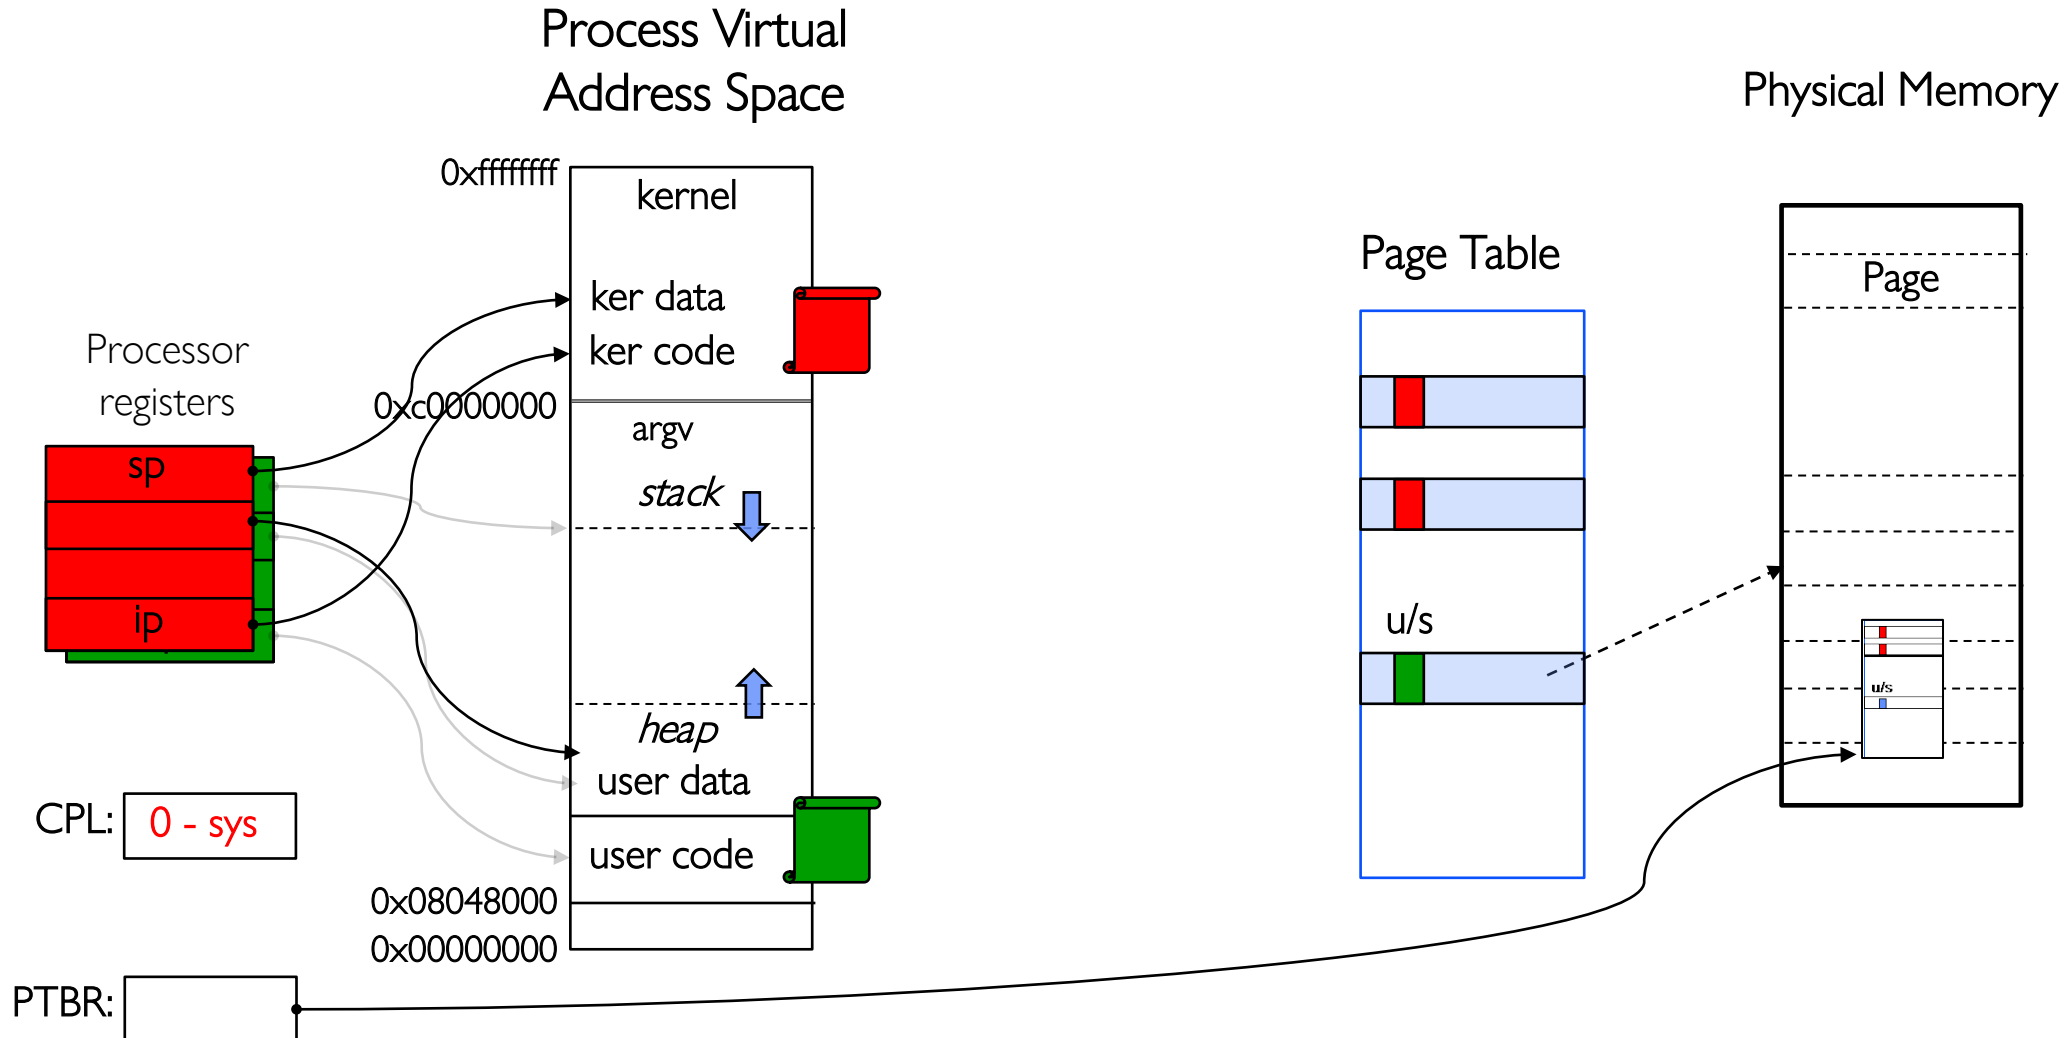 Process Virtual
Address Space
Physical Memory
0xffffffff
kernel
Page Table
Page
ker data
ker code
Processor
registers
0xc0000000
argv
sp
stack
ip
u/s
u/s
heap
user data
CPL:
0 - sys
user code
0x08048000
0x00000000
PTBR: